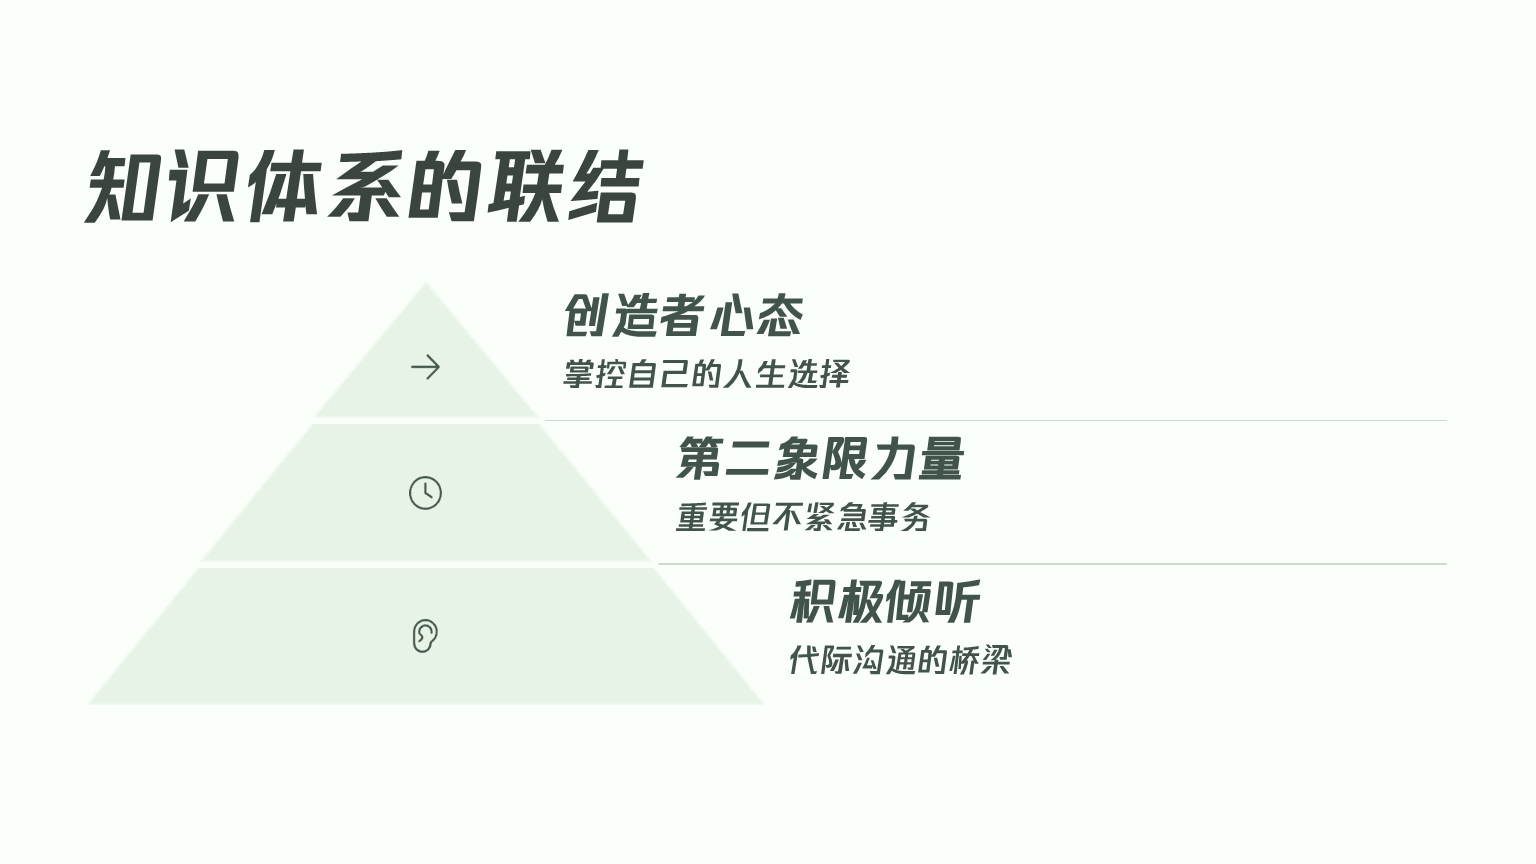 知识体系的联结
创造者心态
掌控自己的人生选择
第二象限力量
重要但不紧急事务
积极倾听
代际沟通的桥梁